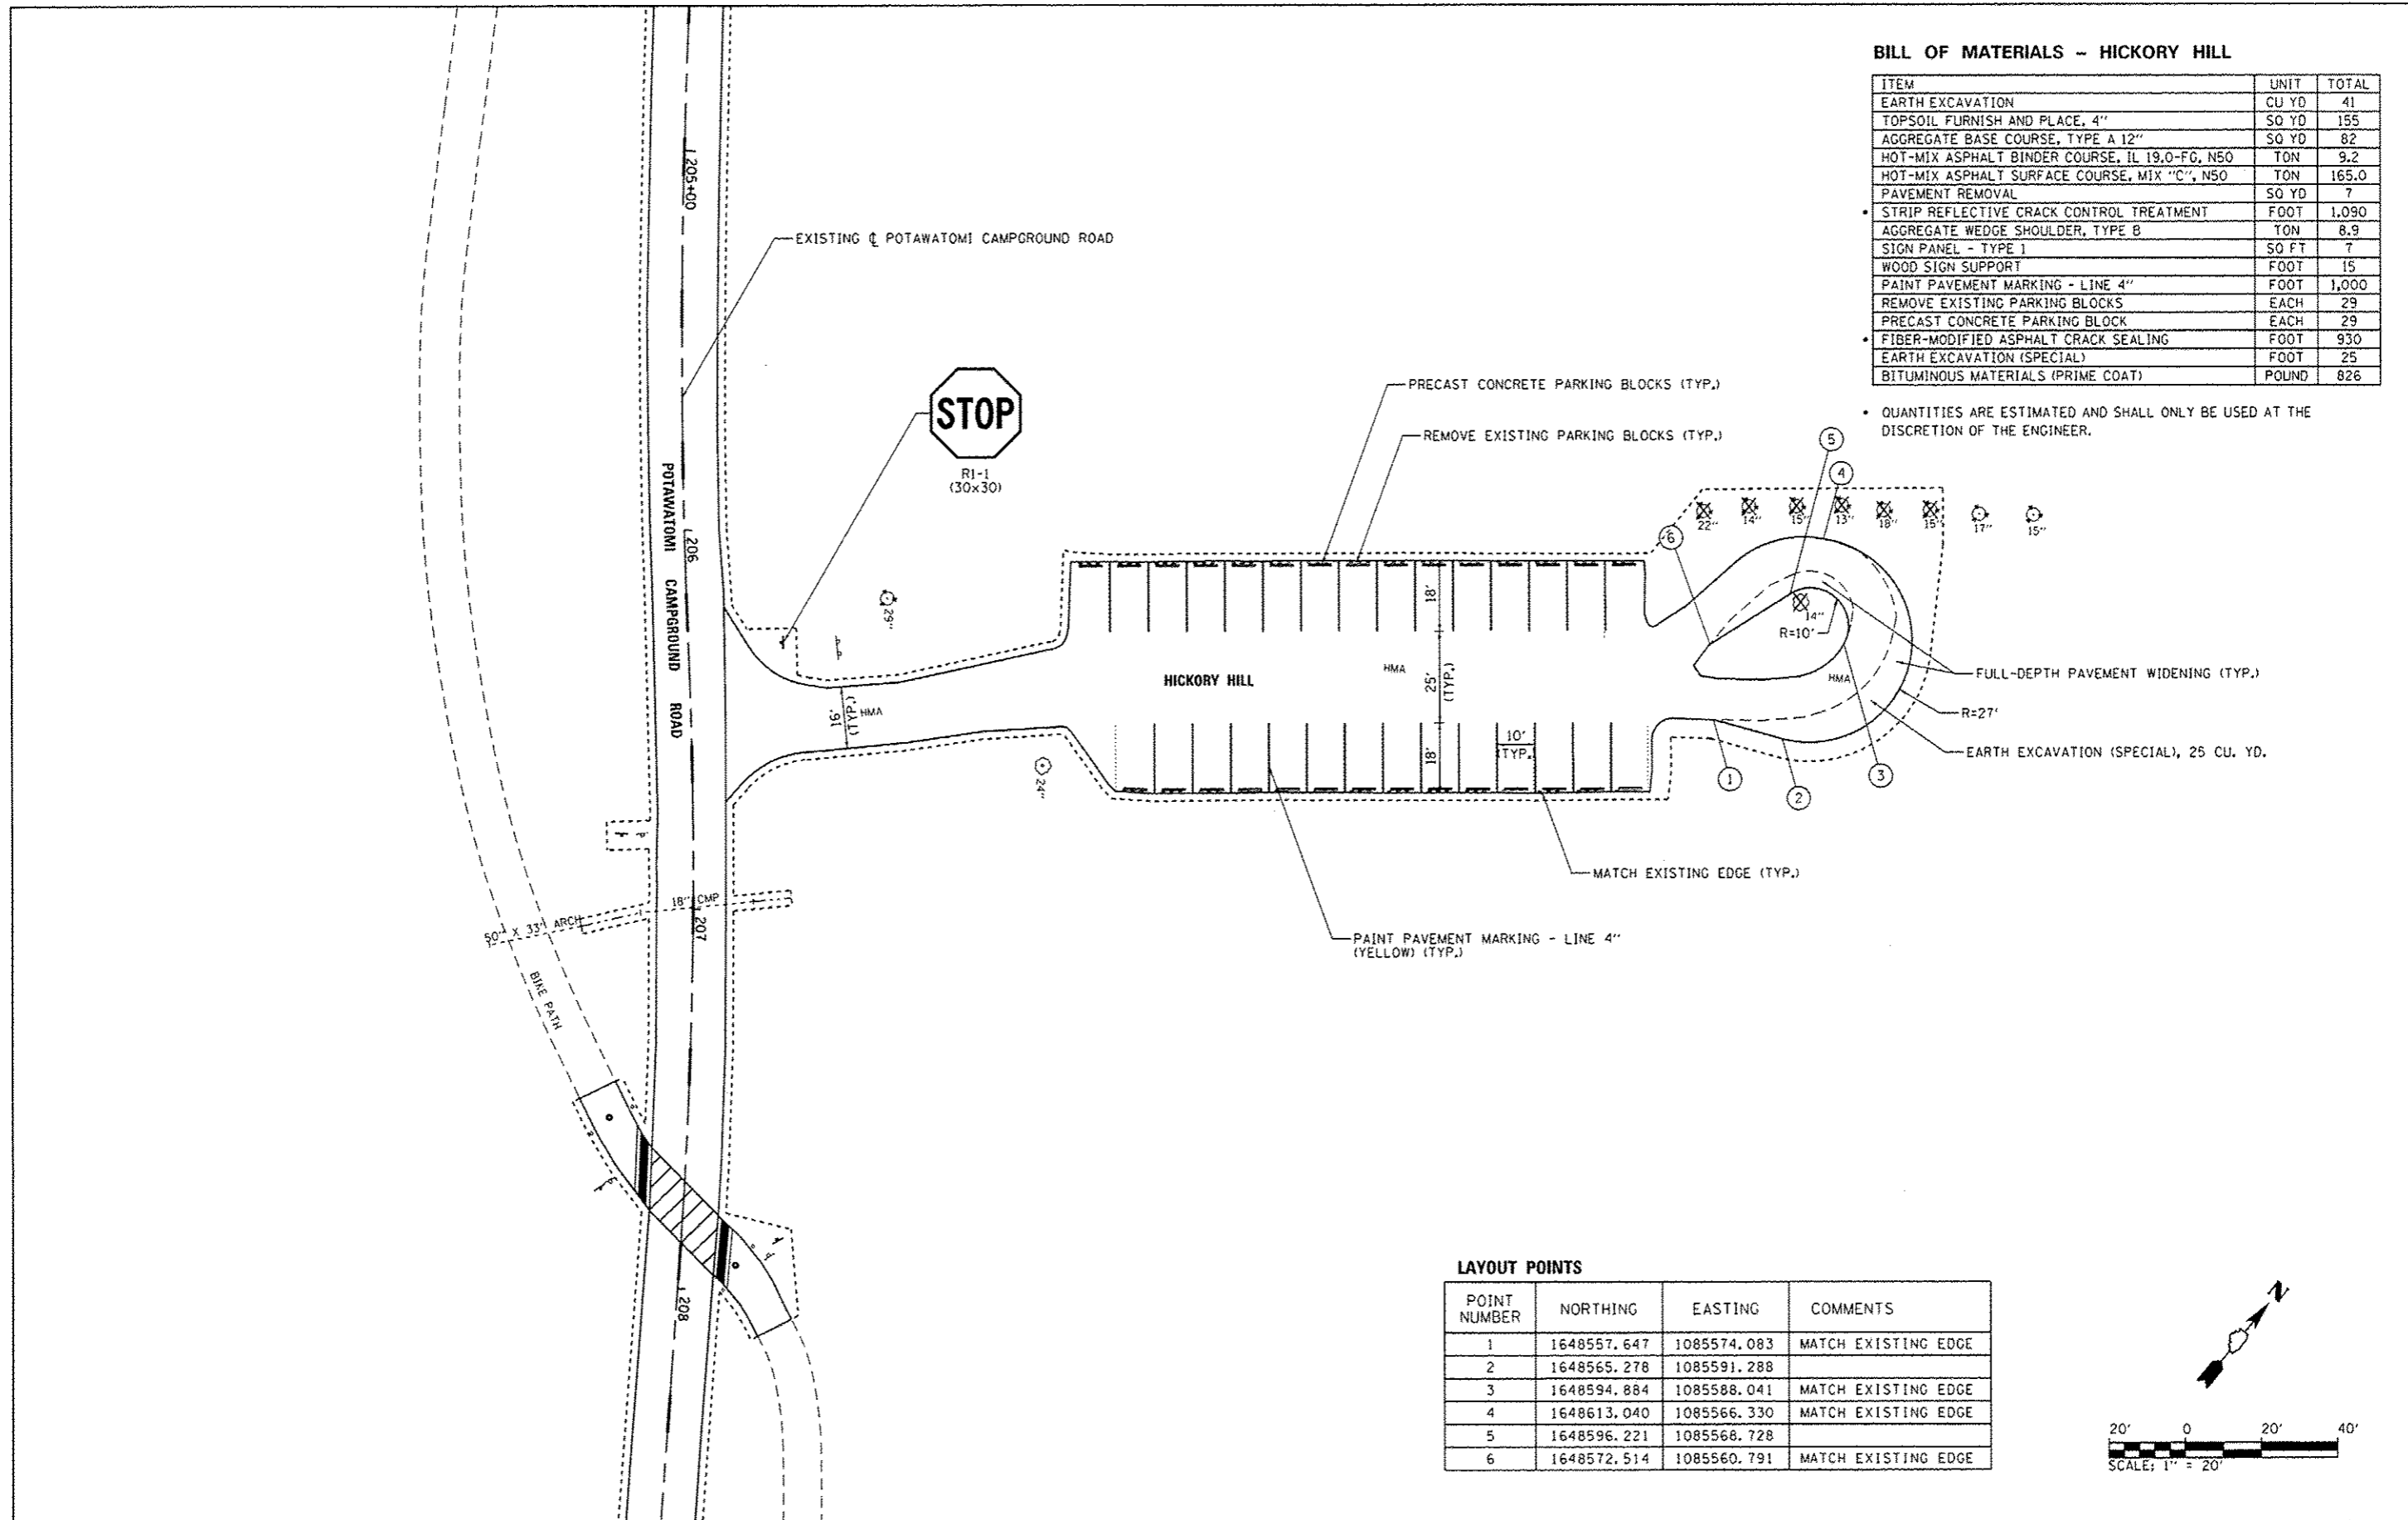 BILL OF MATERIALS - HICKORY HILL
ITEM UNIT TOTAL
EARTH EXCAVATION CU YD 41
TOPSOIL FURNISH AND PLACE, 4" SQ YD 155
AGGREGATE BASE COURSE, TYPE A 12" SQ YD 82
HOT-MIX ASPHALT BINDER COURSE, IL 19.0-FG, N50 TON 9.2
HOT-MIX ASPHALT SURFACE COURSE, MIX "C", N50 TON 165.0
PAVEMENT REMOVAL SQ YD 7
• STRIP REFLECTIVE CRACK CONTROL TREATMENT FOOT 1,090
AGGREGATE WEDGE SHOULDER, TYPE B TON 8.9
SIGN PANEL - TYPE 1 SQ FT 7
WOOD SIGN SUPPORT FOOT 15
PAINT PAVEMENT MARKING - LINE 4" FOOT 1,000
REMOVE EXISTING PARKING BLOCKS EACH 29
PRECAST CONCRETE PARKING BLOCK EACH 29
• FIBER-MODIFIED ASPHALT CRACK SEALING FOOT 930
EARTH EXCAVATION (SPECIAL) FOOT 25
BITUMINOUS MATERIALS (PRIME COAT) POUND 826
• QUANTITIES ARE ESTIMATED AND SHALL ONLY BE USED AT THE
DISCRETION OF THE ENGINEER.
205+00
EXISTING ℄ POTAWATOMI CAMPGROUND ROAD
STOP
R1-1
(30x30)
PRECAST CONCRETE PARKING BLOCKS (TYP.)
REMOVE EXISTING PARKING BLOCKS (TYP.)
5
4
6
22"
14"
15"
13"
18"
15"
17"
15"
206
POTAWATOMI CAMPGROUND ROAD
29"
18'
14"
R=10'
HICKORY HILL
HMA
25'
(TYP.)
HMA
FULL-DEPTH PAVEMENT WIDENING (TYP.)
R=27'
16'
(TYP.)
HMA
10'
(TYP.)
18'
EARTH EXCAVATION (SPECIAL), 25 CU. YD.
24"
1
2
3
MATCH EXISTING EDGE (TYP.)
18" CMP
207
50" X 33" ARCH
PAINT PAVEMENT MARKING - LINE 4"
(YELLOW) (TYP.)
BIKE PATH
208
LAYOUT POINTS
POINT
NUMBER NORTHING EASTING COMMENTS
1 1648557.647 1085574.083 MATCH EXISTING EDGE
2 1648565.278 1085591.288
3 1648594.884 1085588.041 MATCH EXISTING EDGE
4 1648613.040 1085566.330 MATCH EXISTING EDGE
5 1648596.221 1085568.728
6 1648572.514 1085560.791 MATCH EXISTING EDGE
N
20' 0 20' 40'
SCALE: 1" = 20'